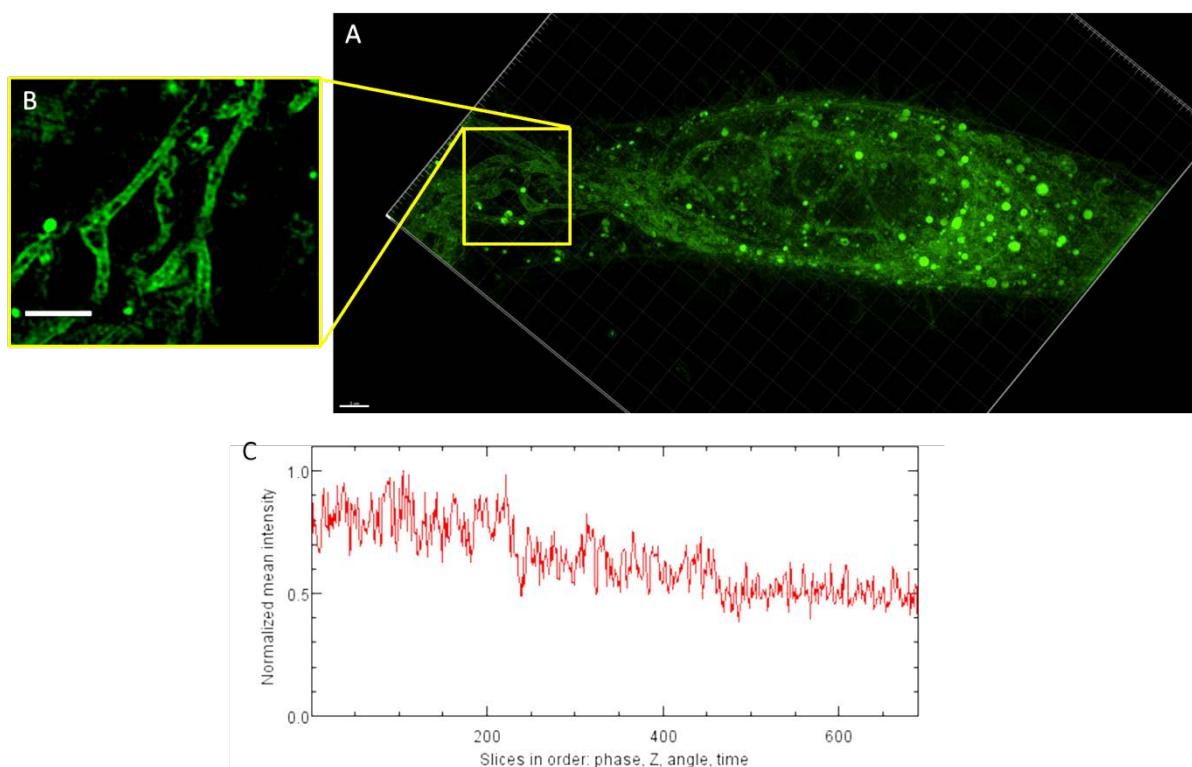 A
B
C
1.0
0.5
0.0
Normalized mean intensity
200
400
600
Slices in order: phase, Z, angle, time